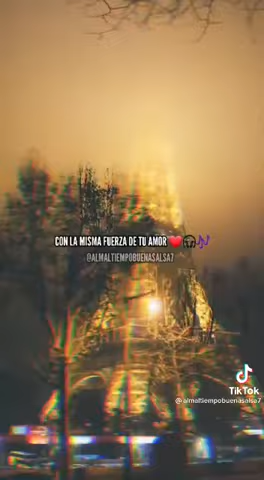 CON LA MISMA FUERZA DE TU AMOR ❤️🎧🎶
@ALMALTIEMPOBUENASALSA7
TikTok
@almaltiempobuenasalsa7